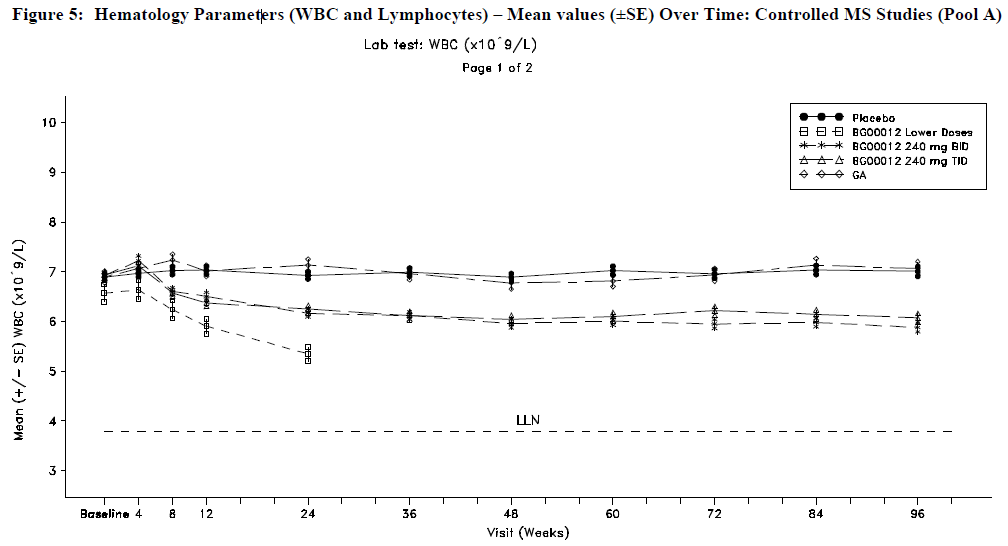 Figure 5: Hematology Parameters (WBC and Lymphocytes) – Mean values (±SE) Over Time: Controlled MS Studies (Pool A)
Lab test: WBC (x10^9/L)
Page 1 of 2
Placebo
BG00012 Lower Doses
BG00012 240 mg BID
BG00012 240 mg TID
GA
Mean (+/- SE) WBC (x10^9/L)
10
9
8
7
6
5
4
3
LLN
Baseline 4 8 12 24 36 48 60 72 84 96
Visit (Weeks)